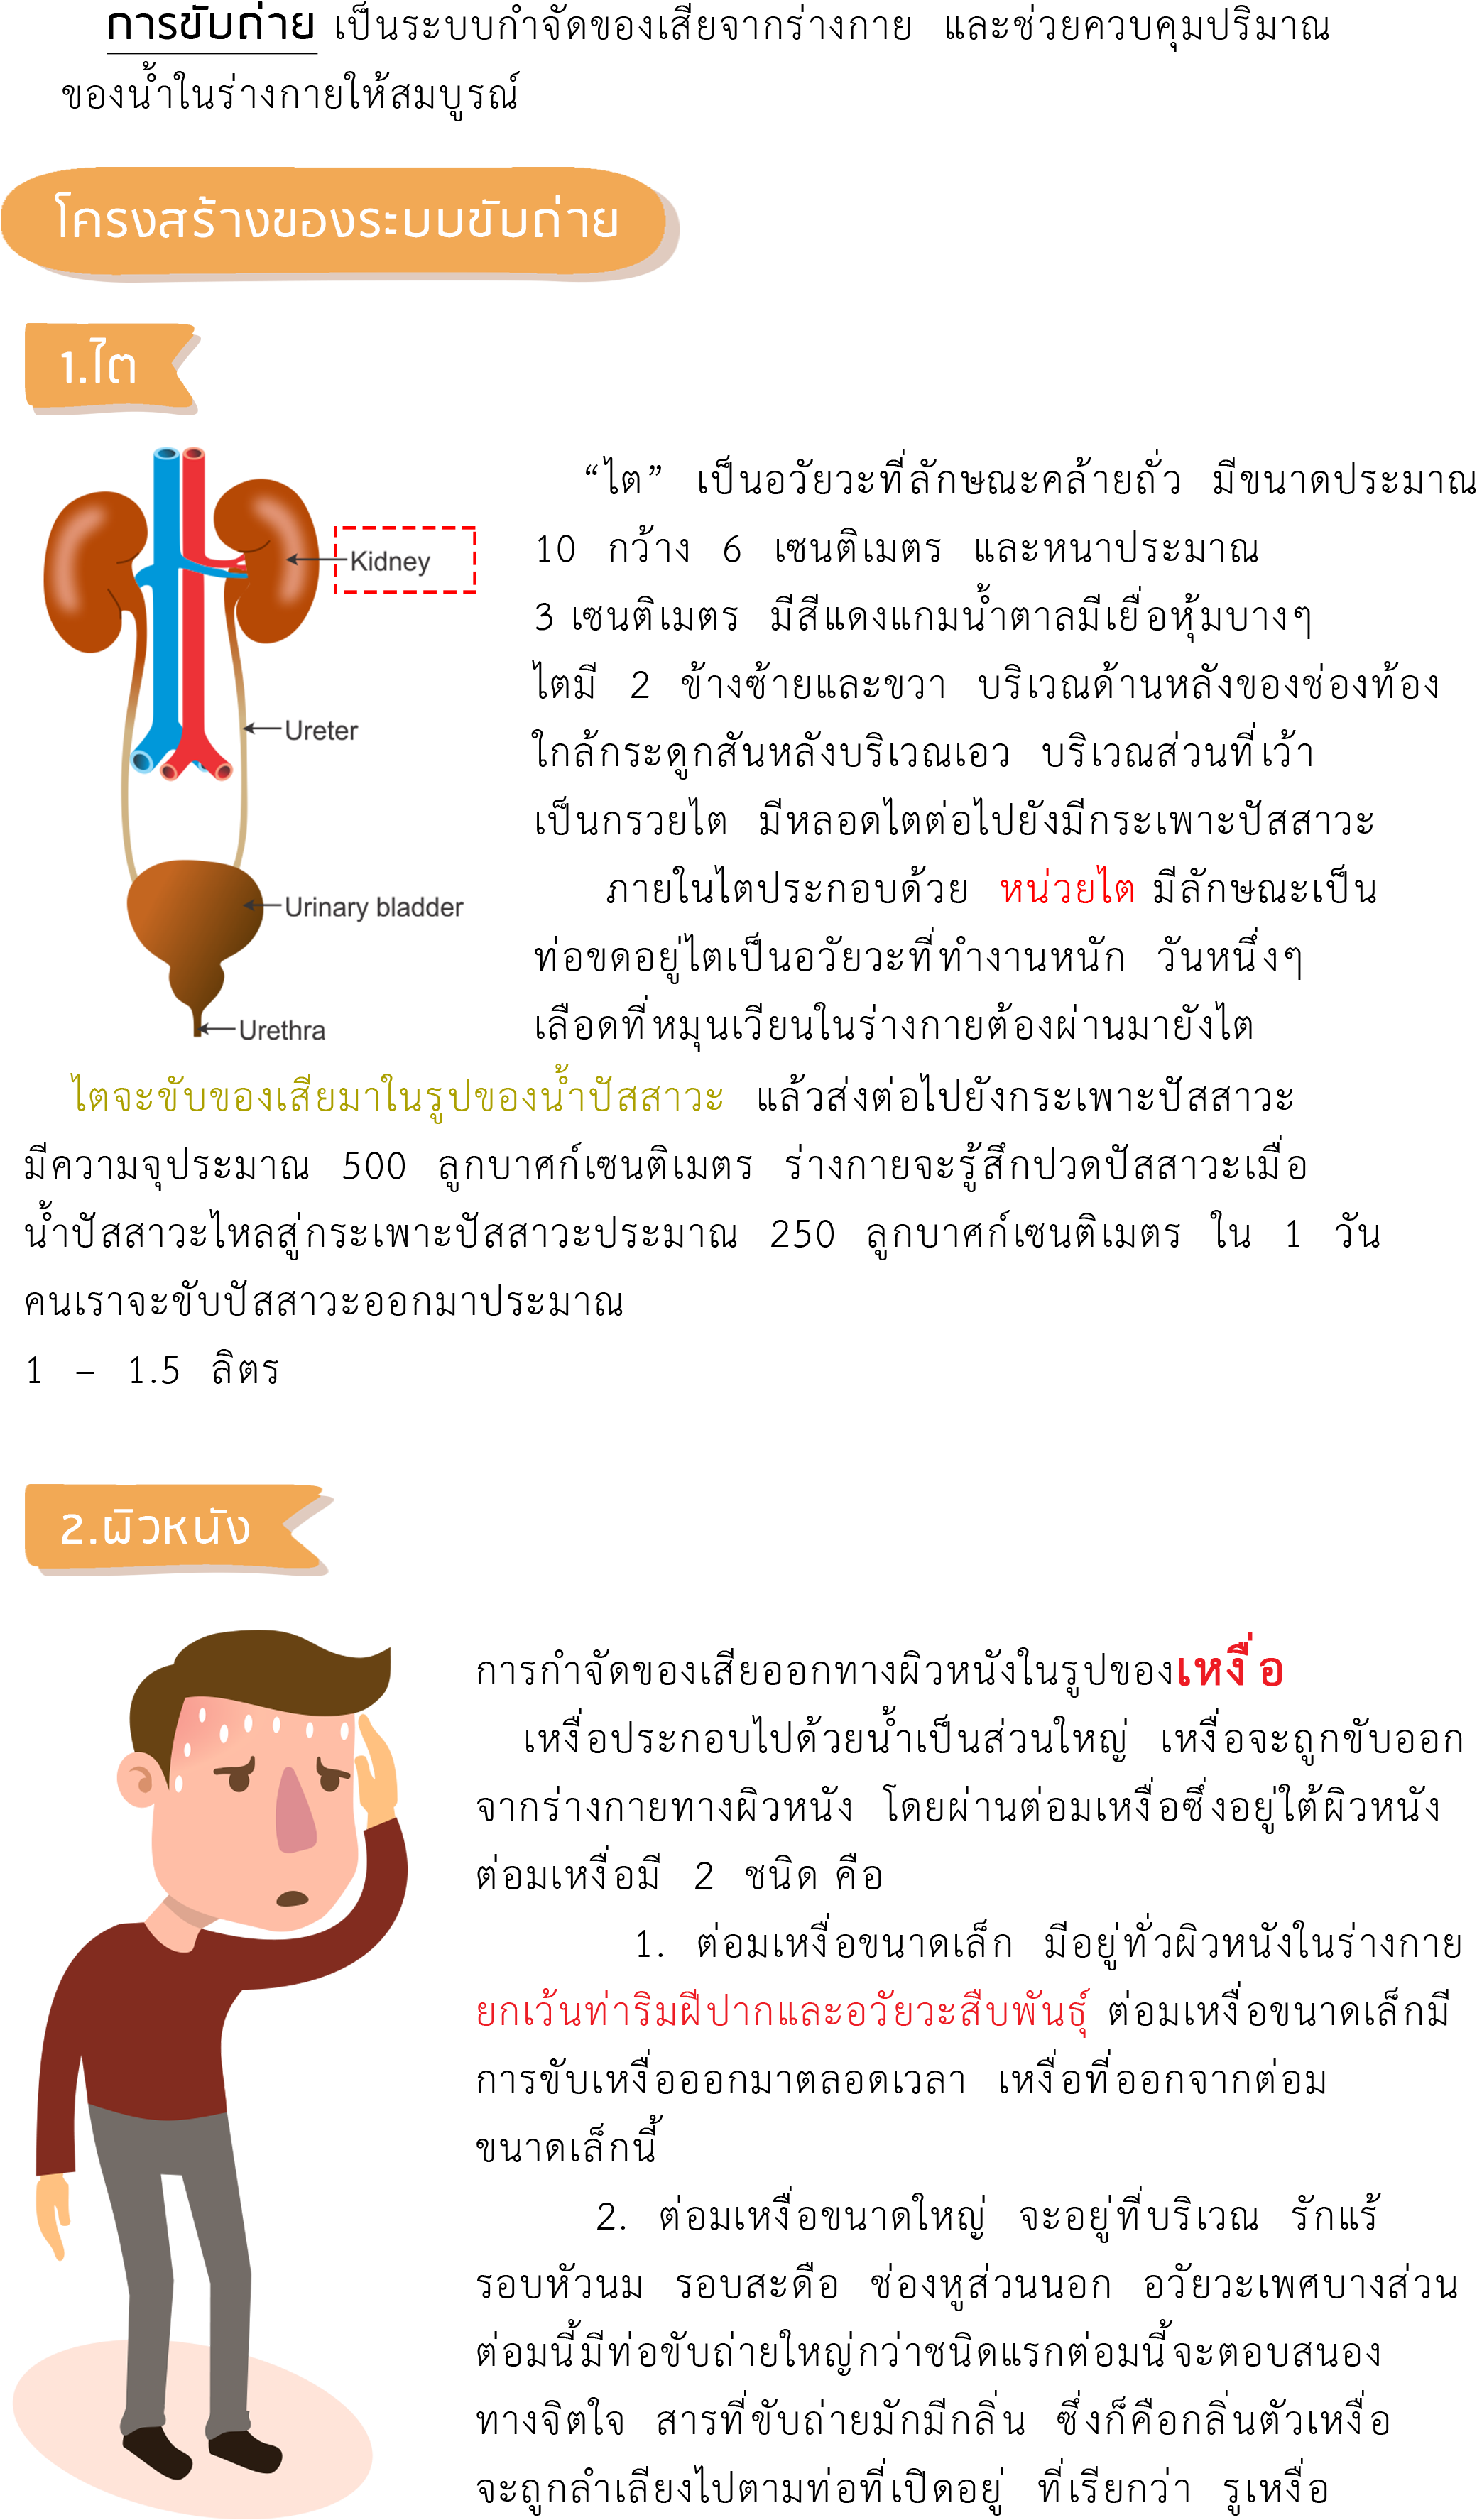 การขับถ่าย เป็นระบบกำจัดของเสียจากร่างกาย และช่วยควบคุมปริมาณ
ของน้ำในร่างกายให้สมบูรณ์
โครงสร้างของระบบขับถ่าย
1.ไต
Kidney
Ureter
Urinary bladder
Urethra
“ไต” เป็นอวัยวะที่ลักษณะคล้ายถั่ว มีขนาดประมาณ
10 กว้าง 6 เซนติเมตร และหนาประมาณ
3 เซนติเมตร มีสีแดงแกมน้ำตาลมีเยื่อหุ้มบางๆ
ไตมี 2 ข้างซ้ายและขวา บริเวณด้านหลังของช่องท้อง
ใกล้กระดูกสันหลังบริเวณเอว บริเวณส่วนที่เว้า
เป็นกรวยไต มีหลอดไตต่อไปยังมีกระเพาะปัสสาวะ
ภายในไตประกอบด้วย หน่วยไต มีลักษณะเป็น
ท่อขดอยู่ไตเป็นอวัยวะที่ทำงานหนัก วันหนึ่งๆ
เลือดที่หมุนเวียนในร่างกายต้องผ่านมายังไต
ไตจะขับของเสียมาในรูปของน้ำปัสสาวะ แล้วส่งต่อไปยังกระเพาะปัสสาวะ
มีความจุประมาณ 500 ลูกบาศก์เซนติเมตร ร่างกายจะรู้สึกปวดปัสสาวะเมื่อ
น้ำปัสสาวะไหลสู่กระเพาะปัสสาวะประมาณ 250 ลูกบาศก์เซนติเมตร ใน 1 วัน
คนเราจะขับปัสสาวะออกมาประมาณ
1 – 1.5 ลิตร
2.ผิวหนัง
การกำจัดของเสียออกทางผิวหนังในรูปของเหงื่อ
เหงื่อประกอบไปด้วยน้ำเป็นส่วนใหญ่ เหงื่อจะถูกขับออก
จากร่างกายทางผิวหนัง โดยผ่านต่อมเหงื่อซึ่งอยู่ใต้ผิวหนัง
ต่อมเหงื่อมี 2 ชนิด คือ
1. ต่อมเหงื่อขนาดเล็ก มีอยู่ทั่วผิวหนังในร่างกาย
ยกเว้นท่าริมฝีปากและอวัยวะสืบพันธุ์ ต่อมเหงื่อขนาดเล็กมี
การขับเหงื่อออกมาตลอดเวลา เหงื่อที่ออกจากต่อม
ขนาดเล็กนี้
2. ต่อมเหงื่อขนาดใหญ่ จะอยู่ที่บริเวณ รักแร้
รอบหัวนม รอบสะดือ ช่องหูส่วนนอก อวัยวะเพศบางส่วน
ต่อมนี้มีท่อขับถ่ายใหญ่กว่าชนิดแรกต่อมนี้จะตอบสนอง
ทางจิตใจ สารที่ขับถ่ายมักมีกลิ่น ซึ่งก็คือกลิ่นตัวเหงื่อ
จะถูกลำเลียงไปตามท่อที่เปิดอยู่ ที่เรียกว่า รูเหงื่อ